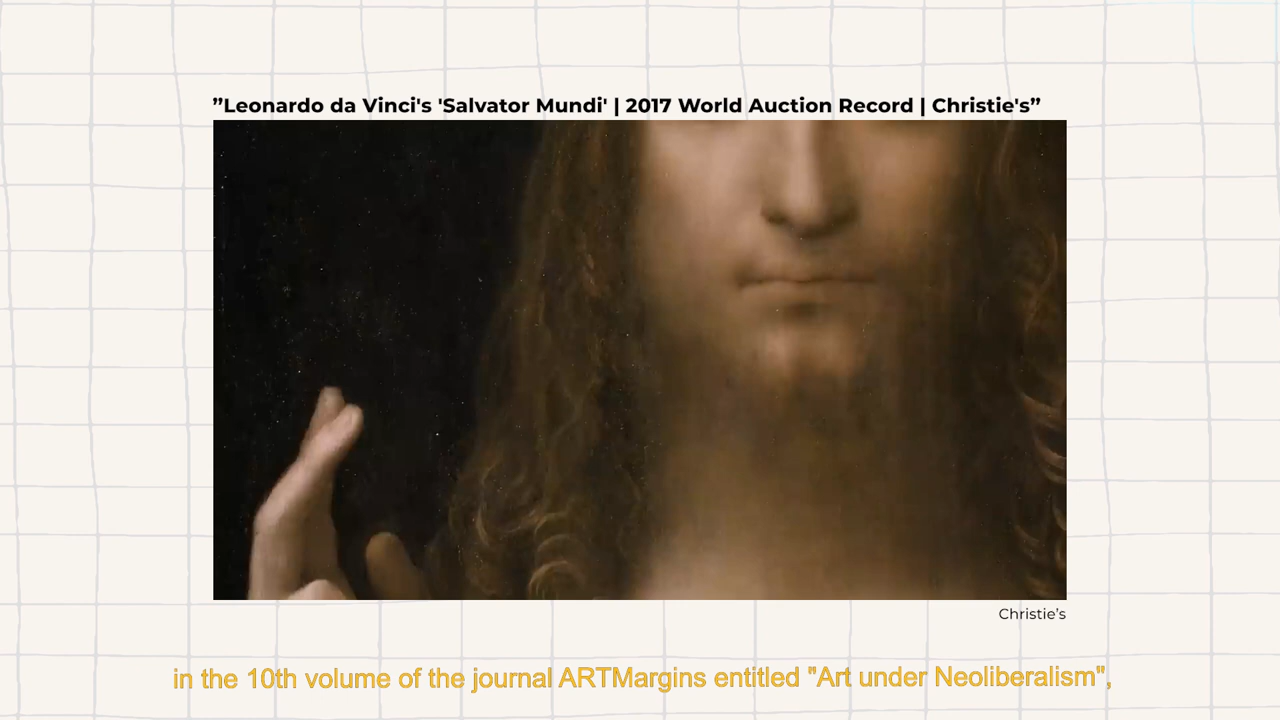 ”Leonardo da Vinci's 'Salvator Mundi' | 2017 World Auction Record | Christie's”
Christie’s
in the 10th volume of the journal ARTMargins entitled "Art under Neoliberalism",